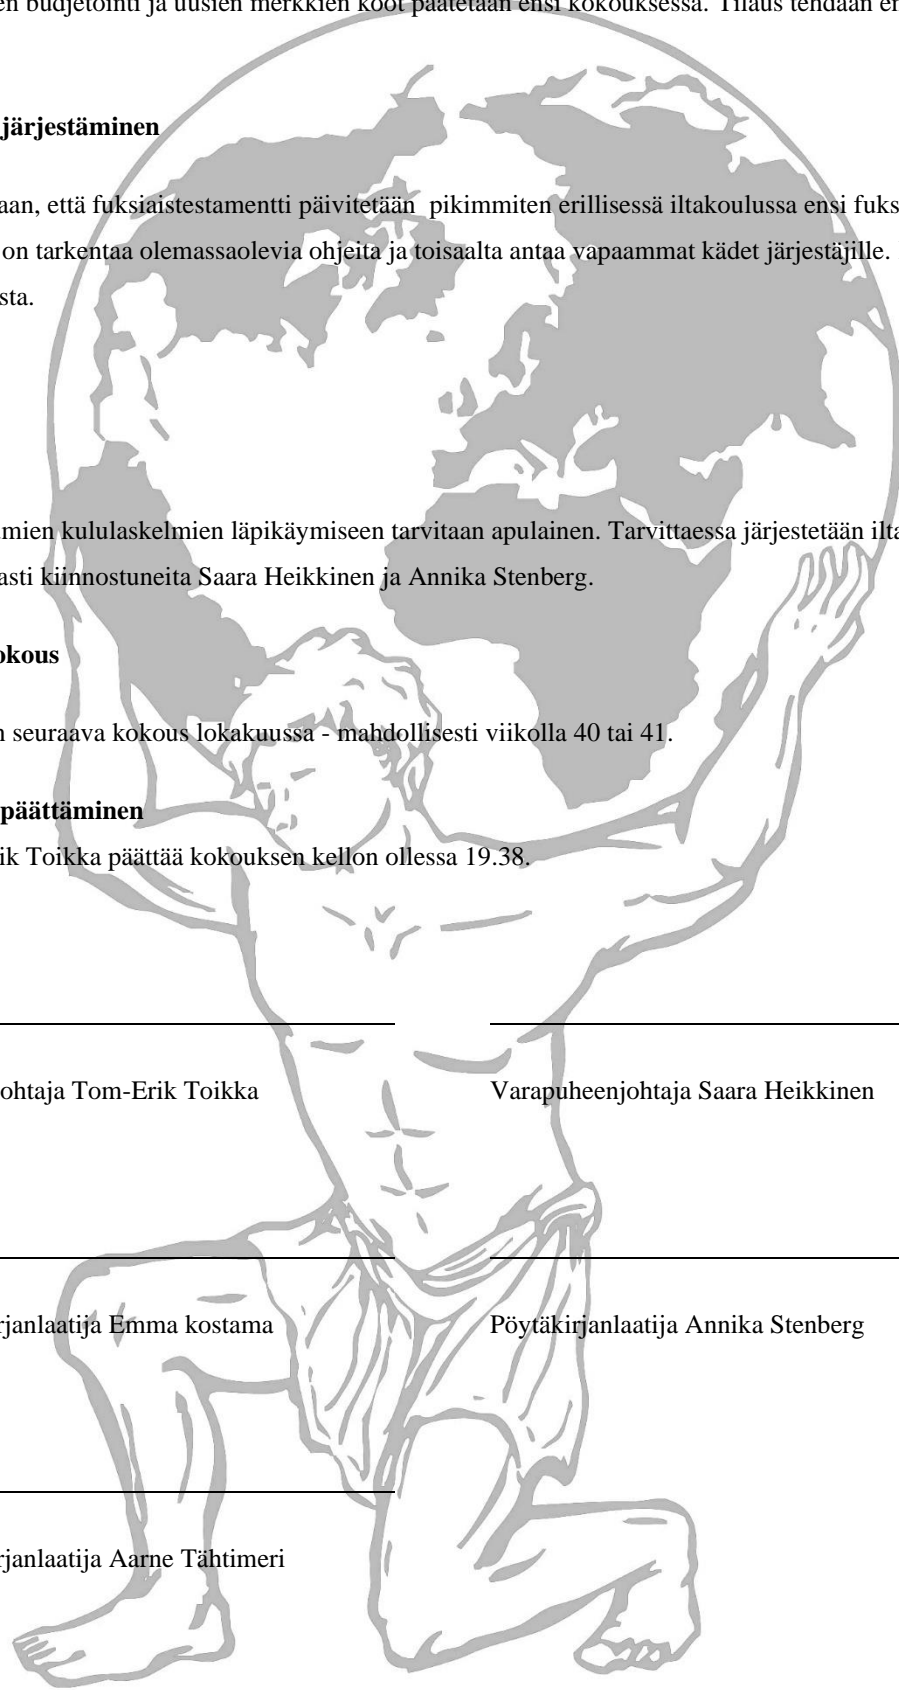 en budjetointi ja uusien merkkien koot päätetään ensi kokouksessa. Tilaus tehdään en
järjestäminen
aan, että fuksiaistestamentti päivitetään pikimmiten erillisessä iltakoulussa ensi fuks
on tarkentaa olemassaolevia ohjeita ja toisaalta antaa vapaammat kädet järjestäjille.
sta.
mien kululaskelmien läpikäymiseen tarvitaan apulainen. Tarvittaessa järjestetään ilta
asti kiinnostuneita Saara Heikkinen ja Annika Stenberg.
okous
n seuraava kokous lokakuussa - mahdollisesti viikolla 40 tai 41.
päättäminen
ik Toikka päättää kokouksen kellon ollessa 19.38.
ohtaja Tom-Erik Toikka Varapuheenjohtaja Saara Heikkinen
rjanlaatija Emma kostama Pöytäkirjanlaatija Annika Stenberg
rjanlaatija Aarne Tähtimeri